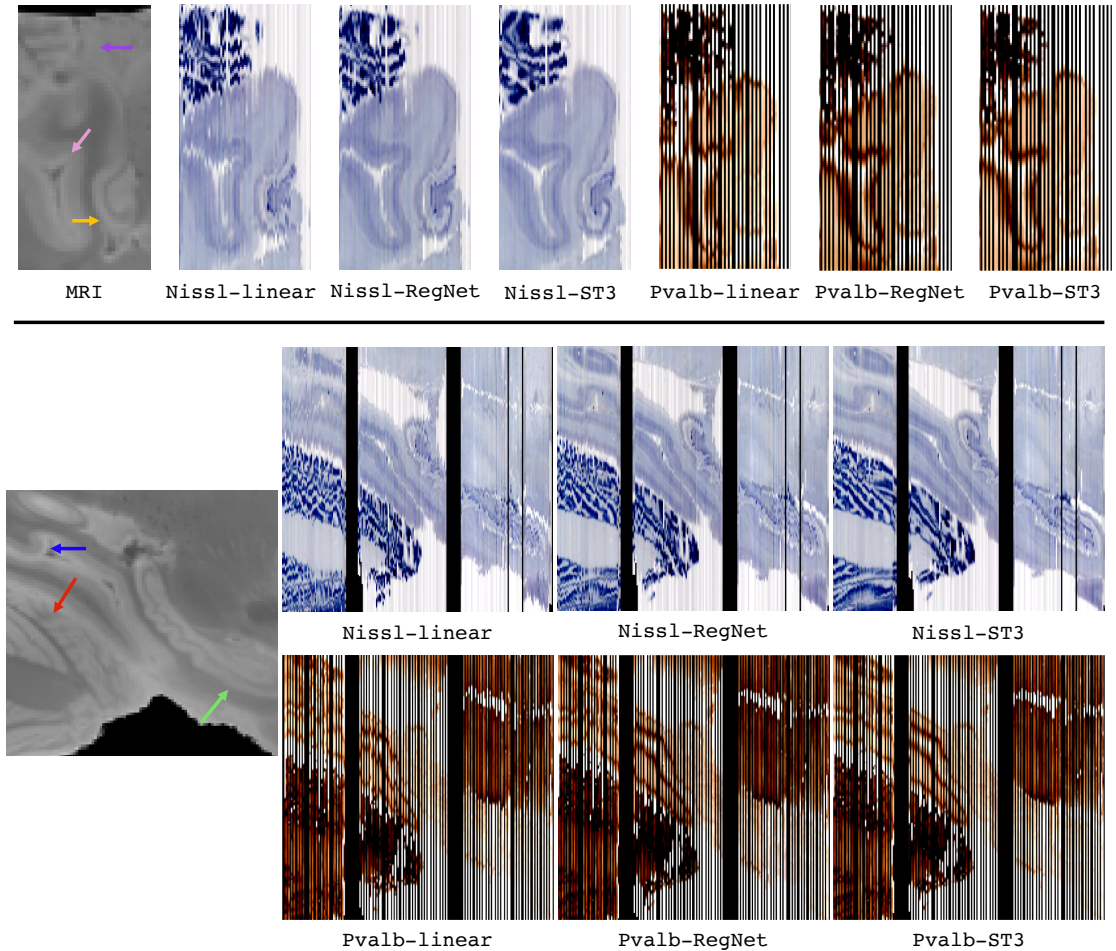 MRI Nissl-linear Nissl-RegNet Nissl-ST3 Pvalb-linear Pvalb-RegNet Pvalb-ST3
Nissl-linear Nissl-RegNet Nissl-ST3
Pvalb-linear Pvalb-RegNet Pvalb-ST3